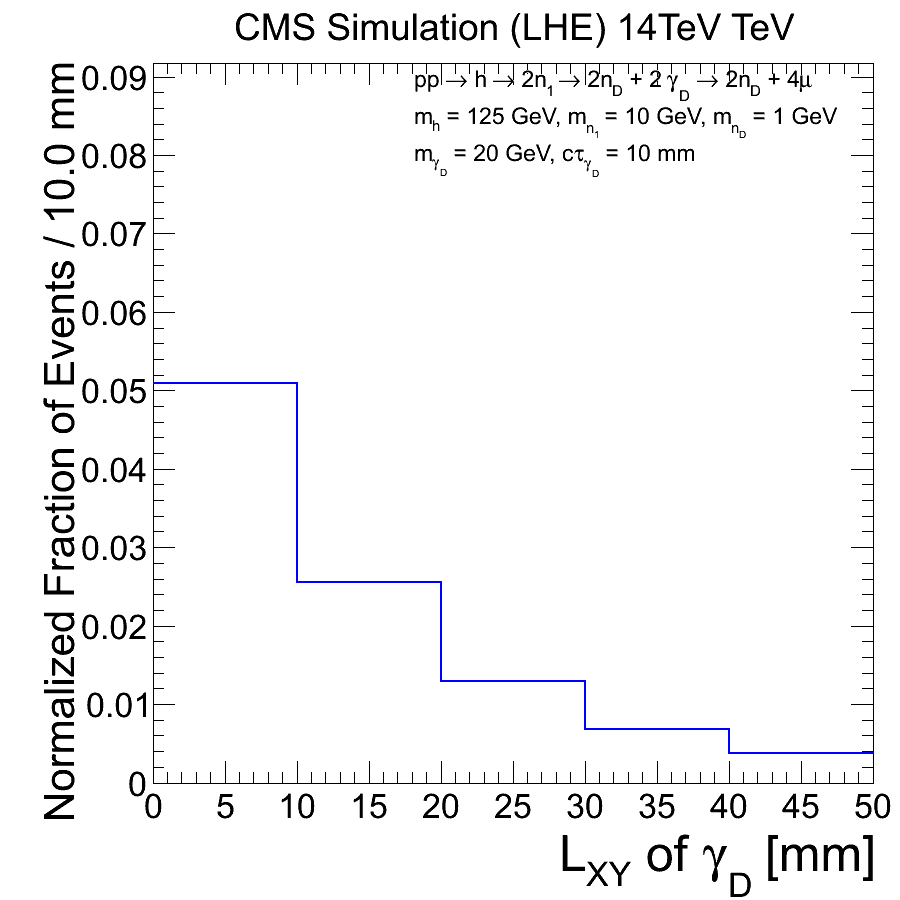 CMS Simulation (LHE) 14TeV TeV
pp → h → 2n₁ → 2n_D + 2 γ_D → 2n_D + 4μ
m_h = 125 GeV, m_n₁ = 10 GeV, m_n_D = 1 GeV
m_γ_D = 20 GeV, cτ_γ_D = 10 mm
Normalized Fraction of Events / 10.0 mm
0.09
0.08
0.07
0.06
0.05
0.04
0.03
0.02
0.01
0
0 5 10 15 20 25 30 35 40 45 50
L_XY of γ_D [mm]